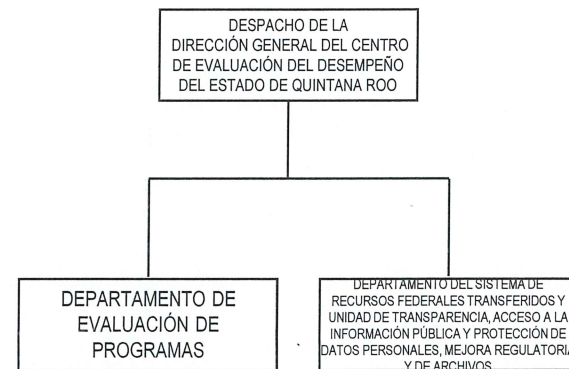 DESPACHO DE LA
DIRECCIÓN GENERAL DEL CENTRO
DE EVALUACIÓN DEL DESEMPEÑO
DEL ESTADO DE QUINTANA ROO
DEPARTAMENTO DE
EVALUACIÓN DE
PROGRAMAS
DEPARTAMENTO DEL SISTEMA DE
RECURSOS FEDERALES TRANSFERIDOS Y
UNIDAD DE TRANSPARENCIA, ACCESO A LA
INFORMACIÓN PÚBLICA Y PROTECCIÓN DE
DATOS PERSONALES, MEJORA REGULATORIA
Y DE ARCHIVOS